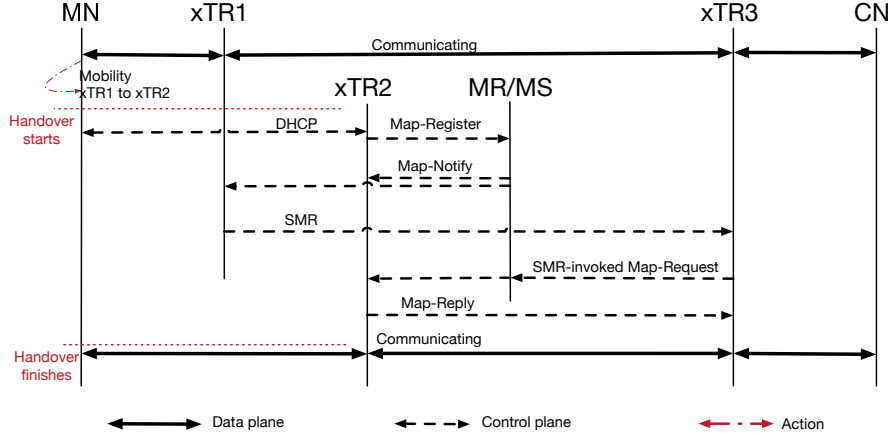 MN
xTR1
xTR3
CN
Communicating
Mobility
xTR1 to xTR2
xTR2
MR/MS
Handover
starts
DHCP
Map-Register
Map-Notify
SMR
SMR-invoked Map-Request
Map-Reply
Communicating
Handover
finishes
Data plane
Control plane
Action